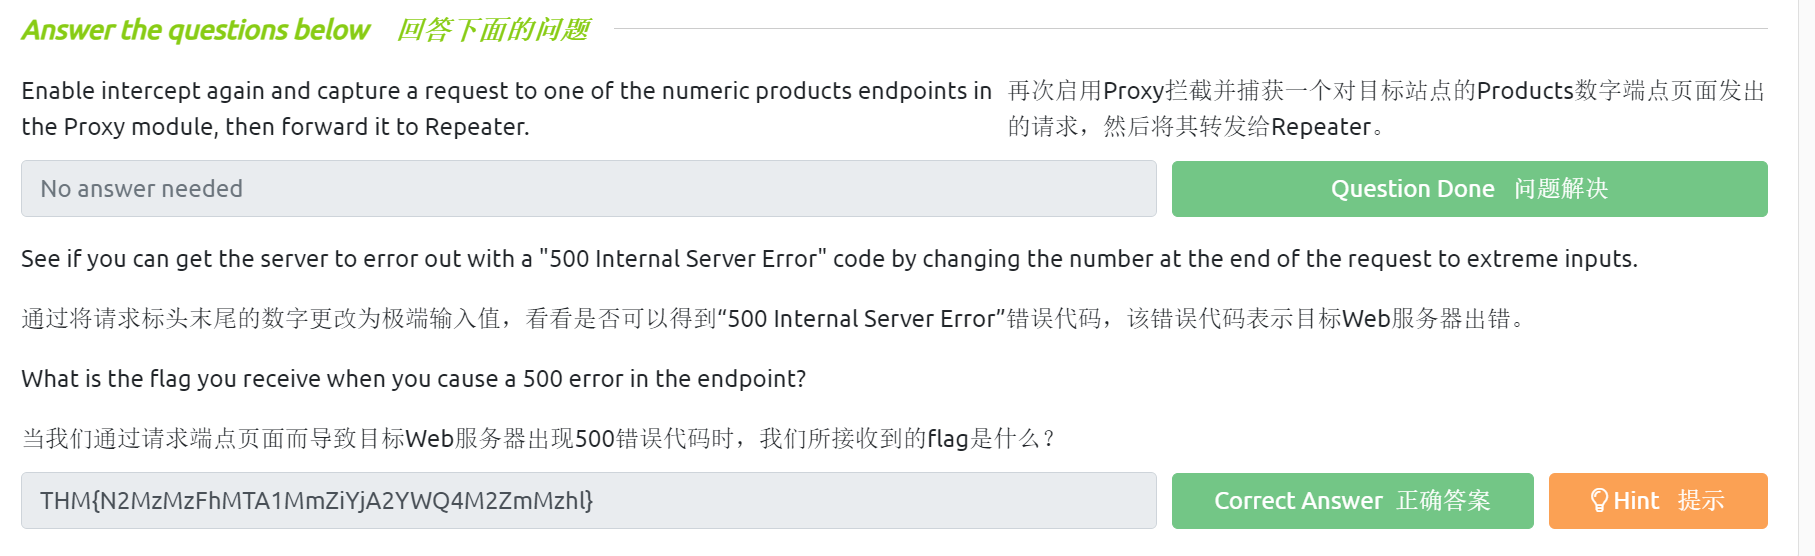 Answer the questions below 回答下面的问题
Enable intercept again and capture a request to one of the numeric products endpoints in
the Proxy module, then forward it to Repeater.
再次启用Proxy拦截并捕获一个对目标站点的Products数字端点页面发出
的请求，然后将其转发给Repeater。
No answer needed
Question Done 问题解决
See if you can get the server to error out with a "500 Internal Server Error" code by changing the number at the end of the request to extreme inputs.
通过将请求标头末尾的数字更改为极端输入值，看看是否可以得到“500 Internal Server Error”错误代码，该错误代码表示目标Web服务器出错。
What is the flag you receive when you cause a 500 error in the endpoint?
当我们通过请求端点页面而导致目标Web服务器出现500错误代码时，我们所接收到的flag是什么？
THM{N2MzMzFhMTA1MmZiYjA2YWQ4M2ZmMzhl}
Correct Answer 正确答案
Hint 提示